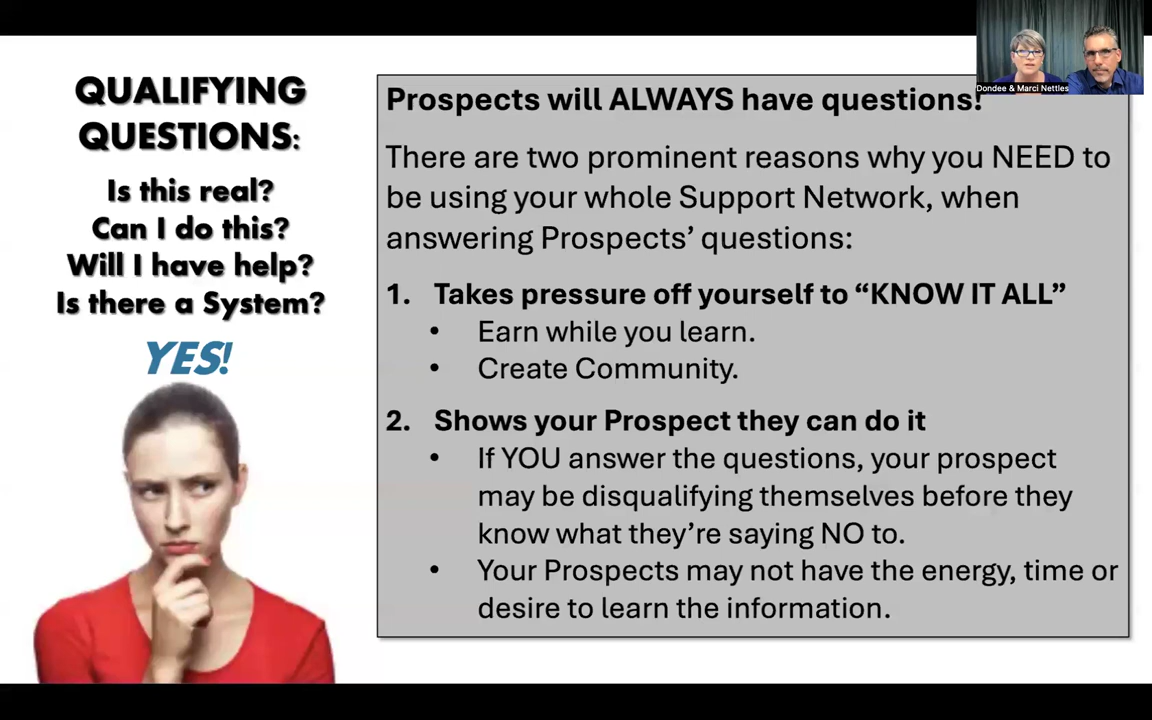 QUALIFYING
QUESTIONS:
Is this real?
Can I do this?
Will I have help?
Is there a System?
YES!
Prospects will ALWAYS have questions!
There are two prominent reasons why you NEED to
be using your whole Support Network, when
answering Prospects’ questions:
1. Takes pressure off yourself to “KNOW IT ALL”
• Earn while you learn.
• Create Community.
2. Shows your Prospect they can do it
• If YOU answer the questions, your prospect
may be disqualifying themselves before they
know what they’re saying NO to.
• Your Prospects may not have the energy, time or
desire to learn the information.
Dondee & Marci Nettles